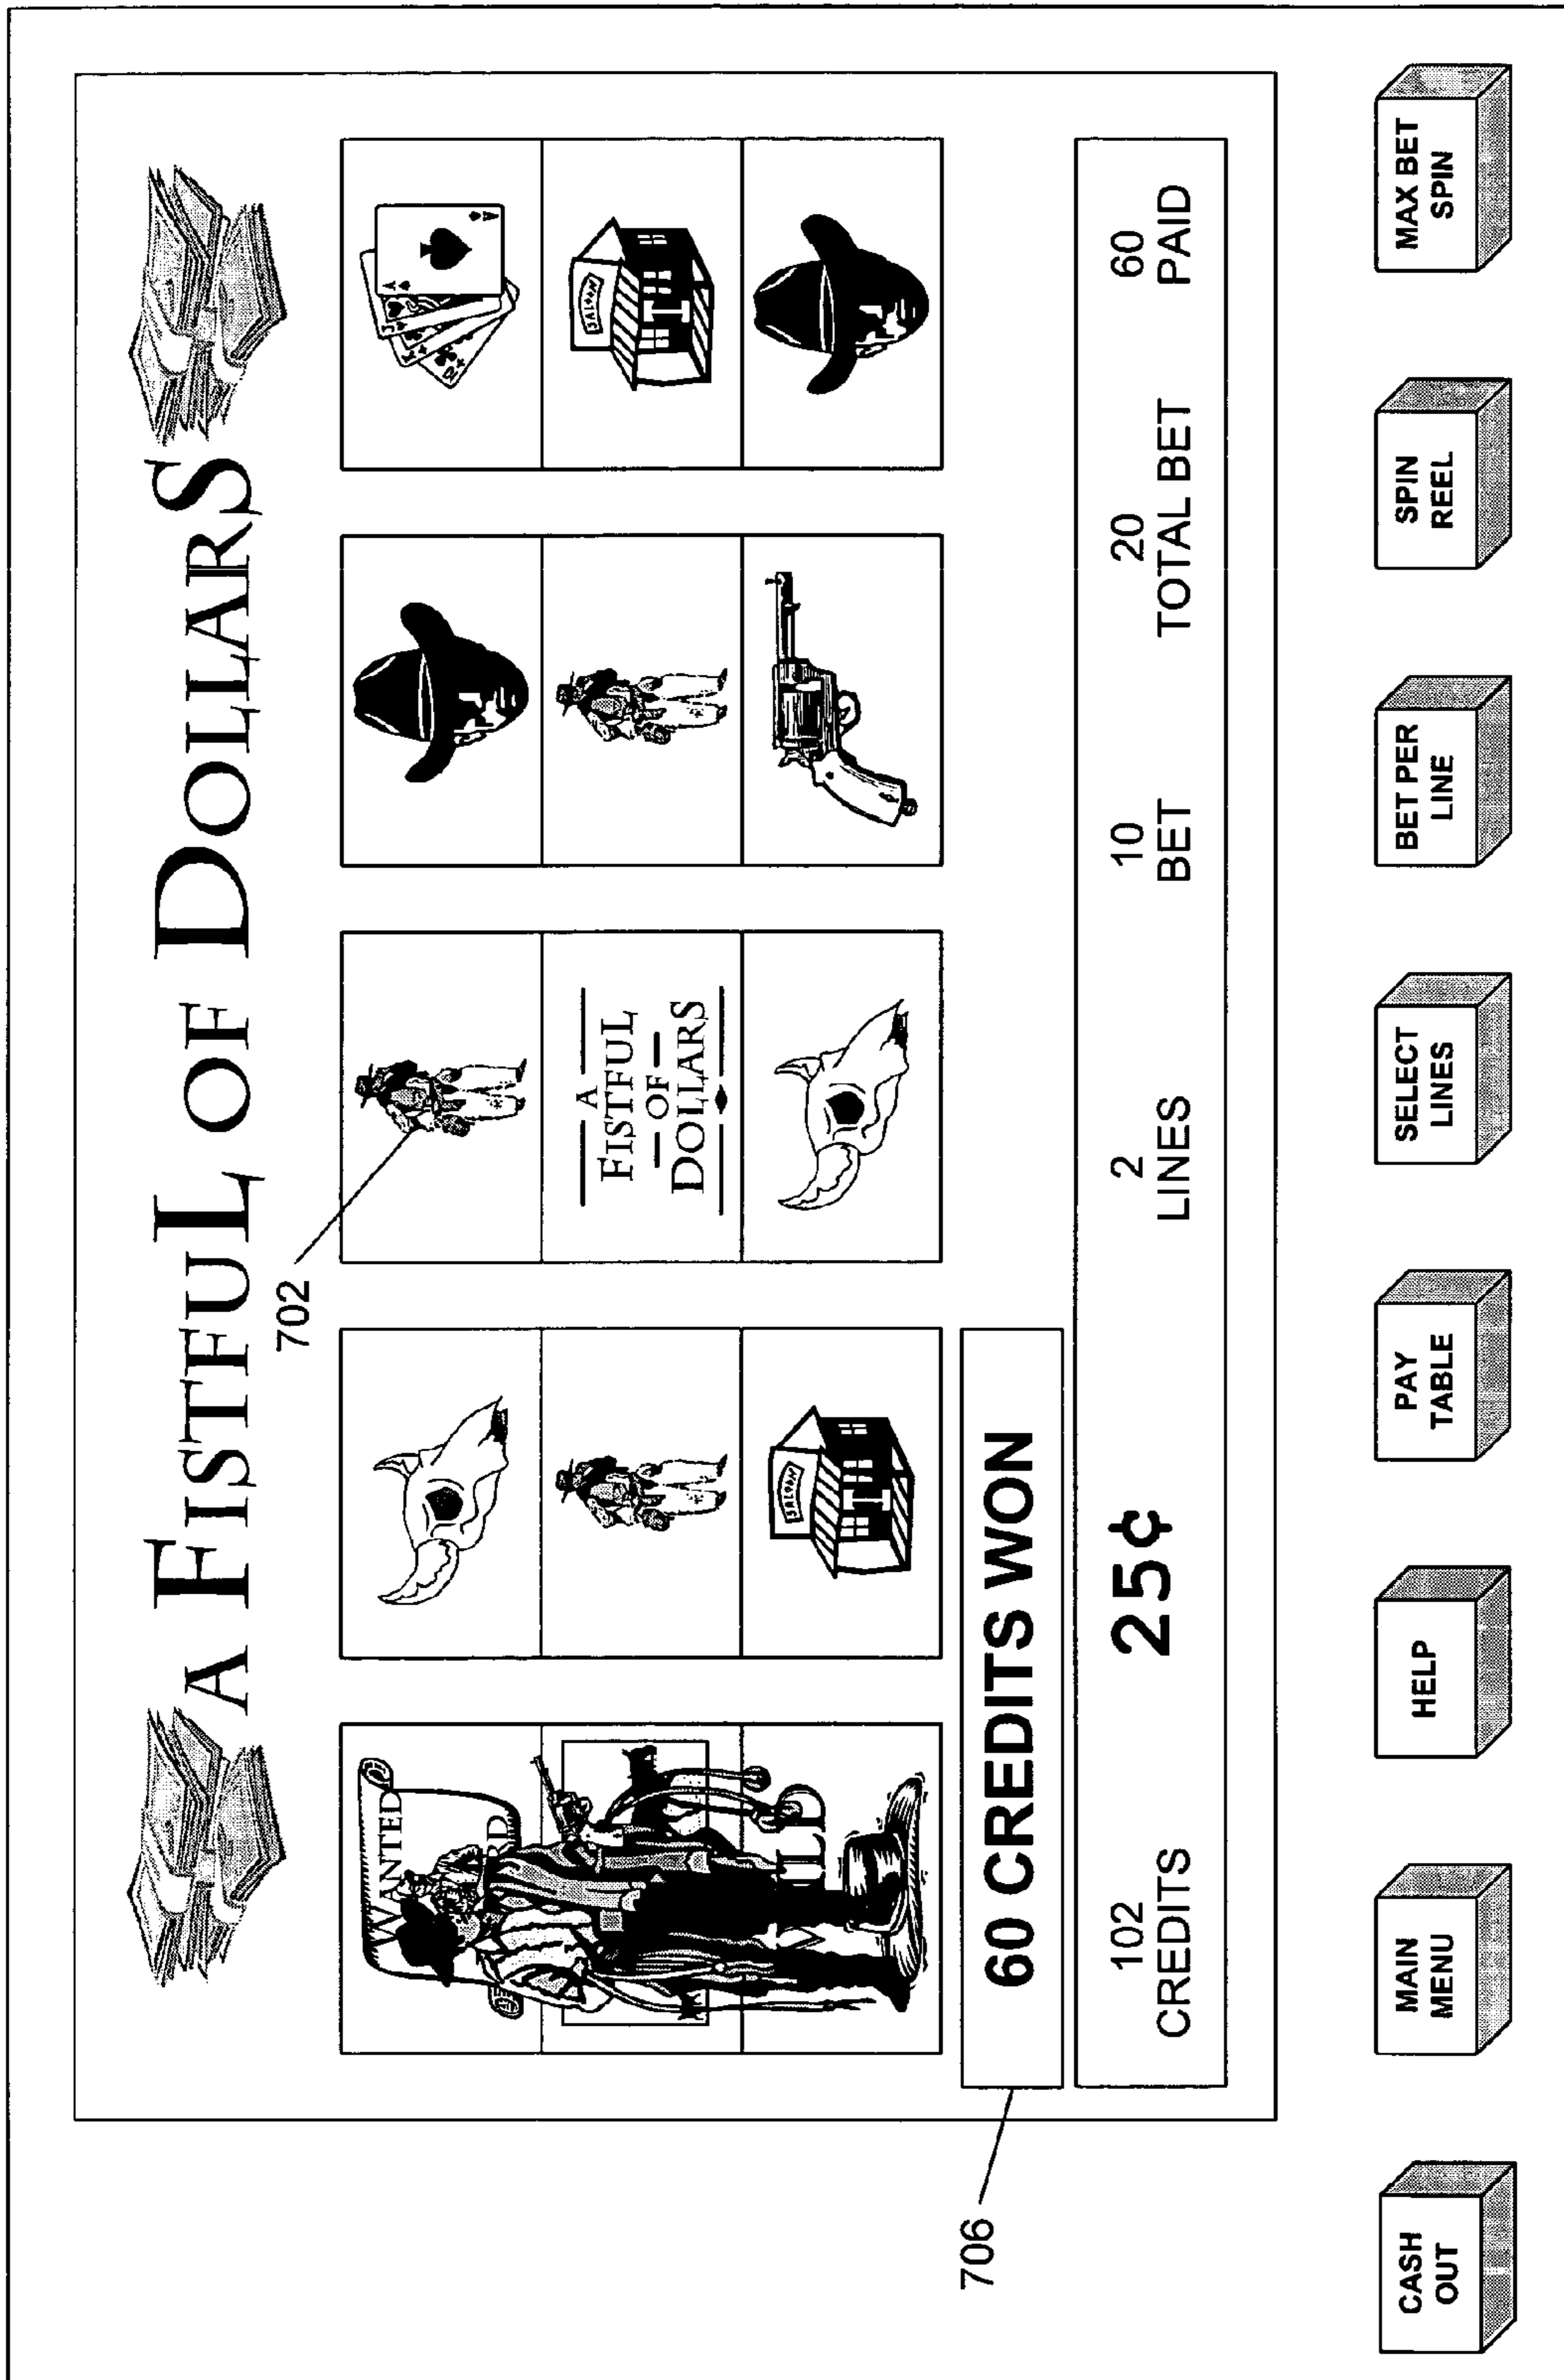 A FISTFUL OF DOLLARS
702
WANTED
A
FISTFUL
OF
DOLLARS
SALOON
SALOON
A
A
60 CREDITS WON
706
102
CREDITS
25¢
2
LINES
10
BET
20
TOTAL BET
60
PAID
CASH
OUT
MAIN
MENU
HELP
PAY
TABLE
SELECT
LINES
BET PER
LINE
SPIN
REEL
MAX BET
SPIN